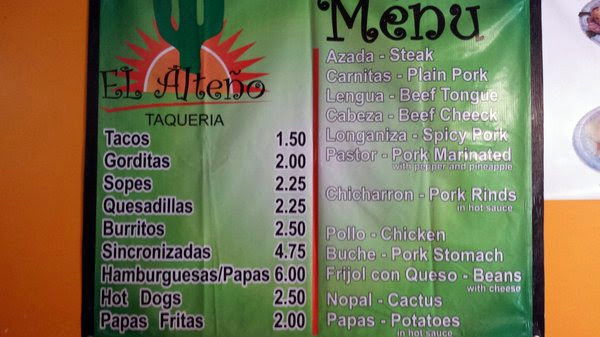 EL Alteño
TAQUERIA
Tacos 1.50
Gorditas 2.00
Sopes 2.25
Quesadillas 2.25
Burritos 2.50
Sincronizadas 4.75
Hamburguesas/Papas 6.00
Hot Dogs 2.50
Papas Fritas 2.00
Menu
Azada - Steak
Carnitas - Plain Pork
Lengua - Beef Tongue
Cabeza - Beef Cheeck
Longaniza - Spicy Pork
Pastor - Pork Marinated
with pepper and pineapple
Chicharron - Pork Rinds
in hot sauce
Pollo - Chicken
Buche - Pork Stomach
Frijol con Queso - Beans
with cheese
Nopal - Cactus
Papas - Potatoes
in hot sauce